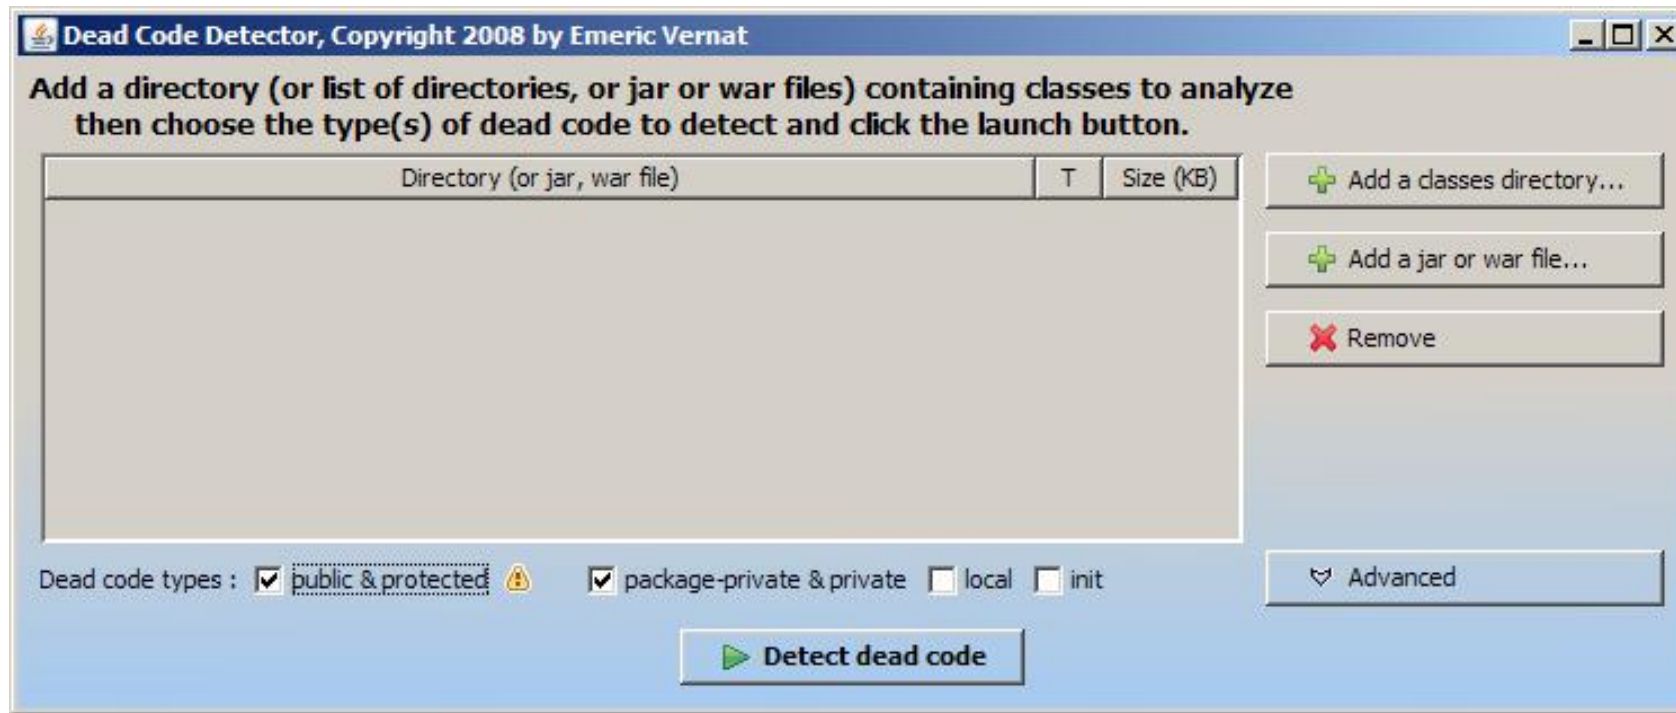 Dead Code Detector, Copyright 2008 by Emeric Vernat
Add a directory (or list of directories, or jar or war files) containing classes to analyze
then choose the type(s) of dead code to detect and click the launch button.
Directory (or jar, war file) T Size (KB)
Add a classes directory...
Add a jar or war file...
Remove
Dead code types : public & protected package-private & private local init
Advanced
Detect dead code